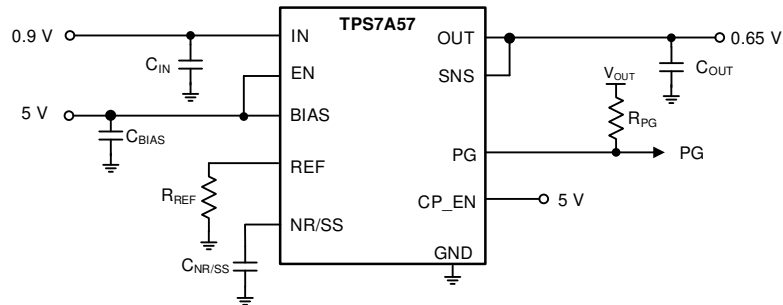 TPS7A57
0.9 V
IN
OUT
0.65 V
C_IN
EN
SNS
V_OUT
C_OUT
5 V
BIAS
R_PG
C_BIAS
REF
PG
PG
R_REF
CP_EN
5 V
NR/SS
C_NR/SS
GND